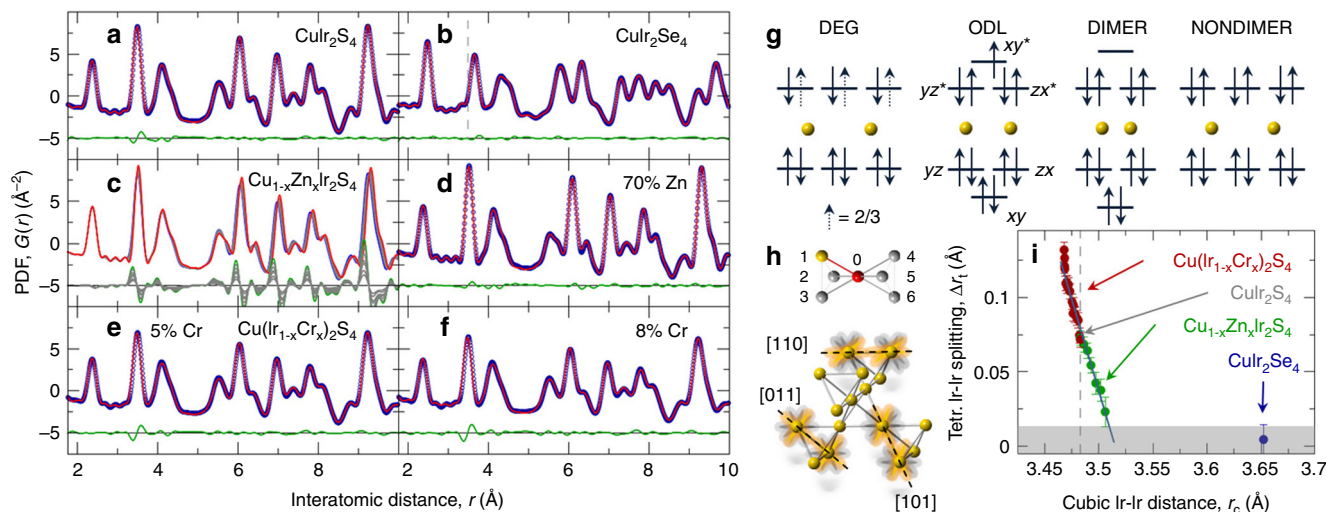 a
CuIr2S4
b
CuIr2Se4
c
Cu1-xZnxIr2S4
d
70% Zn
e
5% Cr
Cu(Ir1-xCrx)2S4
f
8% Cr
5
0
−5
5
0
−5
5
0
−5
PDF, G(r) (Å−2)
2 4 6 8 2 4 6 8 10
Interatomic distance, r (Å)
g
DEG ODL DIMER NONDIMER
xy*
yz* zx*
yz zx
xy
= 2/3
h
1 0 4
2 5
3 6
[110]
[011]
[101]
i
Cu(Ir1-xCrx)2S4
CuIr2S4
Cu1-xZnxIr2S4
CuIr2Se4
0.1
0.05
0
Tetr. Ir-Ir splitting, Δrt (Å)
3.45 3.5 3.55 3.6 3.65 3.7
Cubic Ir-Ir distance, rc (Å)